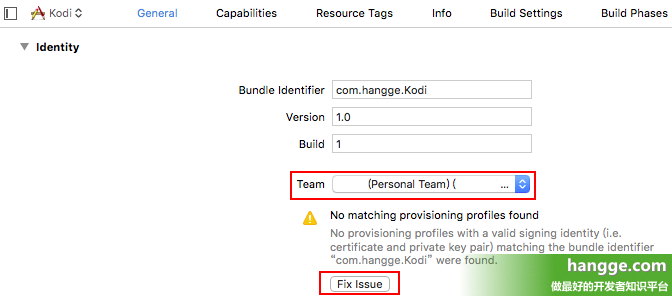 Kodi General Capabilities Resource Tags Info Build Settings Build Phases
Identity
Bundle Identifier com.hangge.Kodi
Version 1.0
Build 1
Team (Personal Team) ( ...
No matching provisioning profiles found
No provisioning profiles with a valid signing identity (i.e.
certificate and private key pair) matching the bundle identifier
“com.hangge.Kodi” were found.
Fix Issue
hangge.com
做最好的开发者知识平台